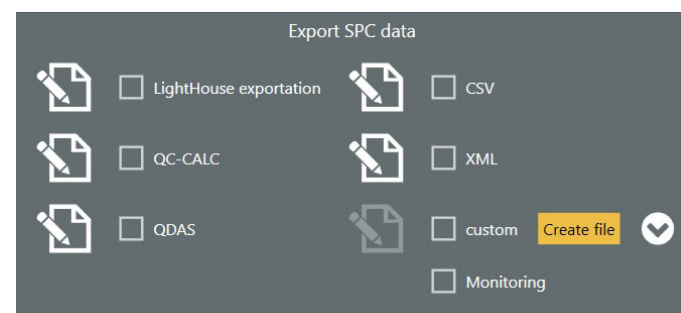 Export SPC data
LightHouse exportation
CSV
QC-CALC
XML
QDAS
custom
Create file
Monitoring